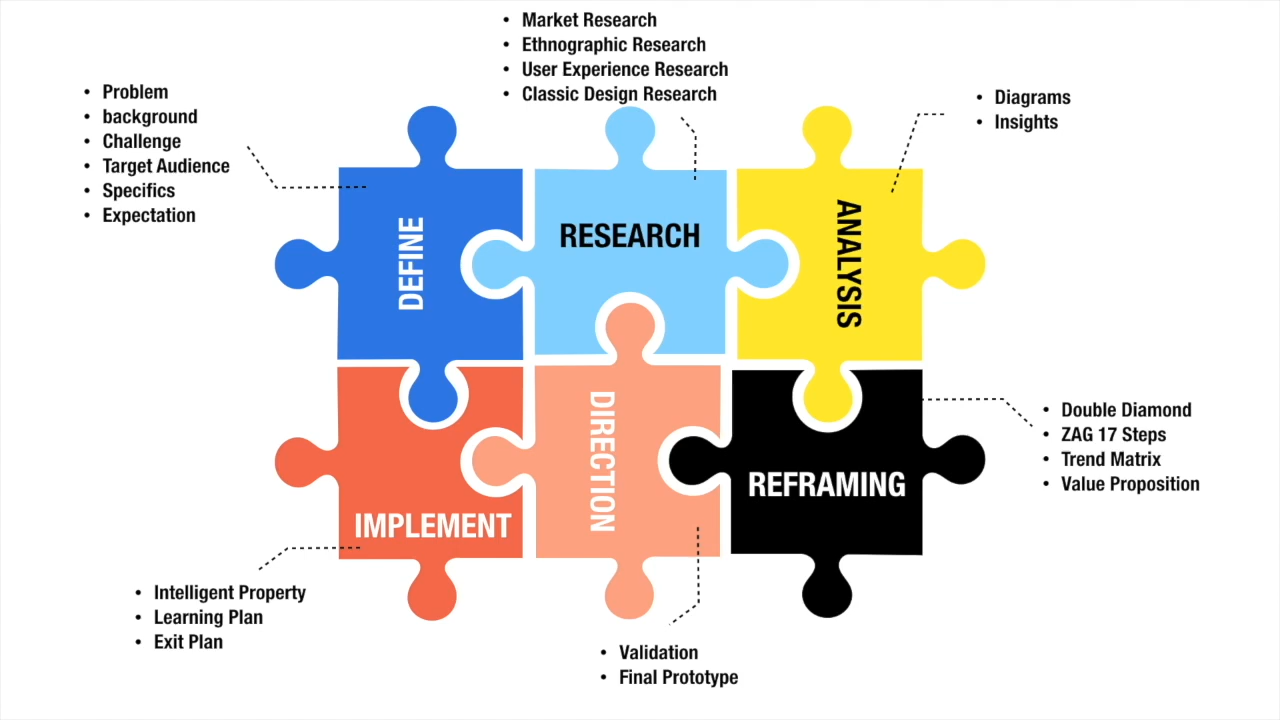 • Market Research
• Ethnographic Research
• User Experience Research
• Classic Design Research
• Problem
• background
• Challenge
• Target Audience
• Specifics
• Expectation
• Diagrams
• Insights
DEFINE
RESEARCH
ANALYSIS
IMPLEMENT
DIRECTION
REFRAMING
• Double Diamond
• ZAG 17 Steps
• Trend Matrix
• Value Proposition
• Intelligent Property
• Learning Plan
• Exit Plan
• Validation
• Final Prototype